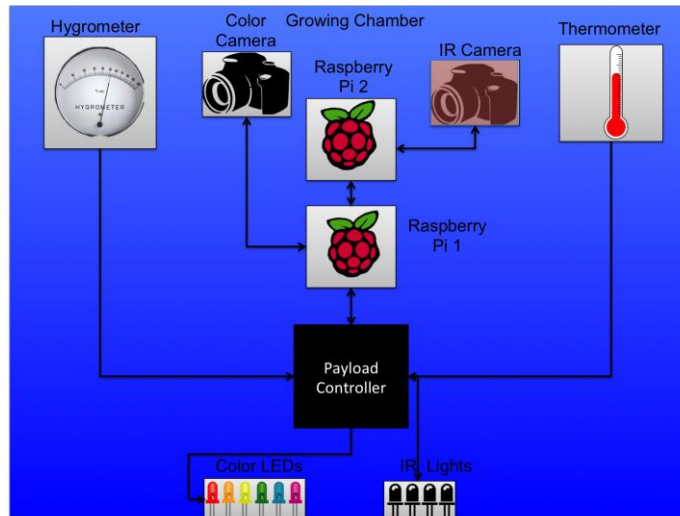 Hygrometer
Color
Camera
Growing Chamber
IR Camera
Thermometer
Raspberry
Pi 2
HYGROMETER
Raspberry
Pi 1
Payload
Controller
Color LEDs
IR Lights